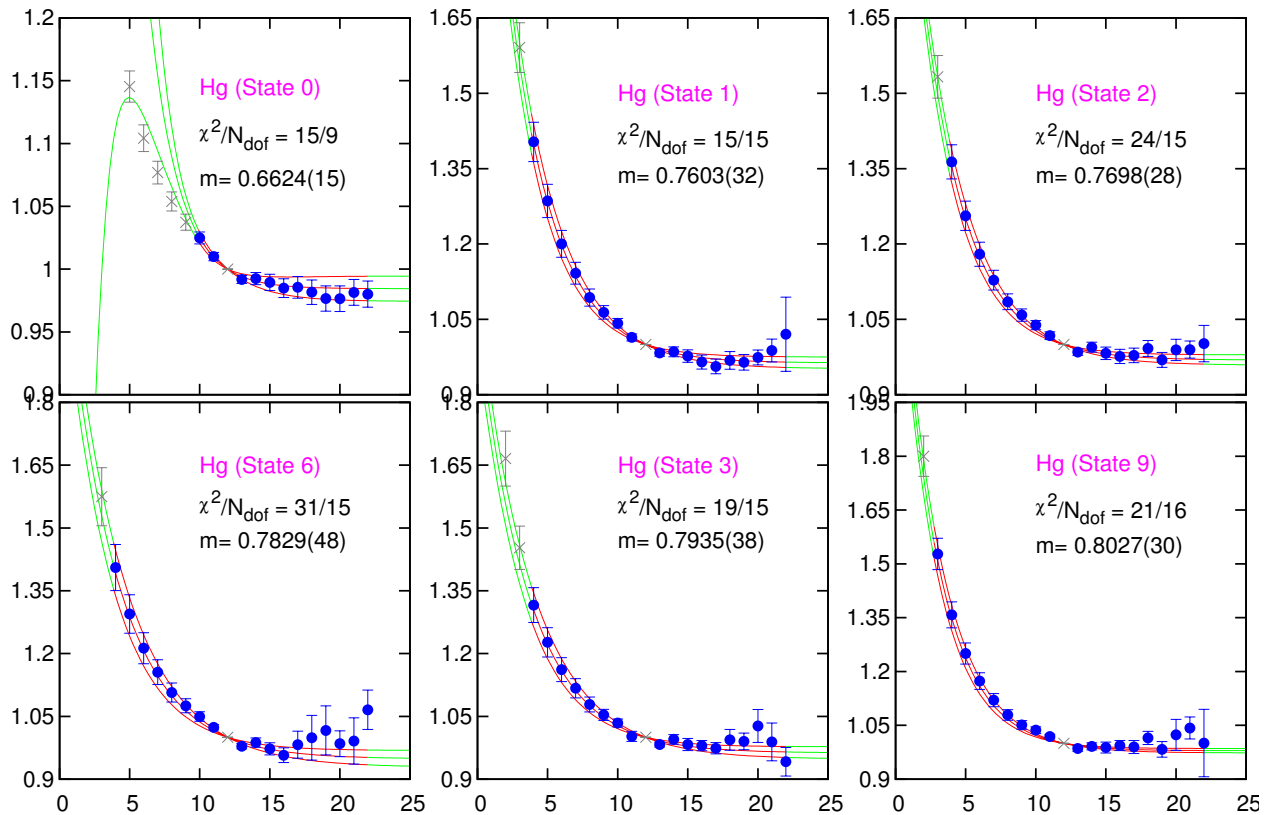 1.2
1.15
1.1
1.05
1
0.95
0.9
Hg (State 0)
χ²/N_dof = 15/9
m= 0.6624(15)
1.65
1.5
1.35
1.2
1.05
0.9
Hg (State 1)
χ²/N_dof = 15/15
m= 0.7603(32)
1.65
1.5
1.35
1.2
1.05
0.9
Hg (State 2)
χ²/N_dof = 24/15
m= 0.7698(28)
1.8
1.65
1.5
1.35
1.2
1.05
0.9
Hg (State 6)
χ²/N_dof = 31/15
m= 0.7829(48)
0 5 10 15 20 25
1.8
1.65
1.5
1.35
1.2
1.05
0.9
Hg (State 3)
χ²/N_dof = 19/15
m= 0.7935(38)
0 5 10 15 20 25
1.95
1.8
1.65
1.5
1.35
1.2
1.05
0.9
Hg (State 9)
χ²/N_dof = 21/16
m= 0.8027(30)
0 5 10 15 20 25